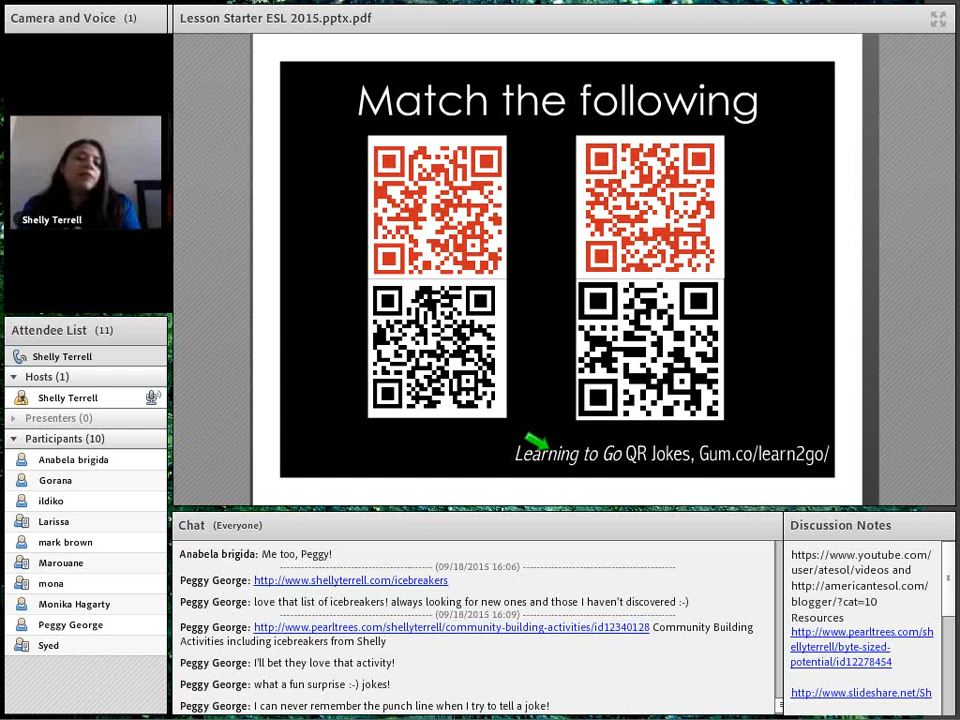 Camera and Voice (1)
Shelly Terrell
Attendee List (11)
Shelly Terrell
Hosts (1)
Shelly Terrell
Presenters (0)
Participants (10)
Anabela brigida
Gorana
ildiko
Larissa
mark brown
Marouane
mona
Monika Hagarty
Peggy George
Syed
Lesson Starter ESL 2015.pptx.pdf
Match the following
Learning to Go QR Jokes, Gum.co/learn2go/
Chat (Everyone)
Anabela brigida: Me too, Peggy!
(09/18/2015 16:06)
Peggy George: http://www.shellyterrell.com/icebreakers
Peggy George: love that list of icebreakers! always looking for new ones and those I haven't discovered :-)
(09/18/2015 16:09)
Peggy George: http://www.pearltrees.com/shellyterrell/community-building-activities/id12340128 Community Building
Activities including icebreakers from Shelly
Peggy George: I'll bet they love that activity!
Peggy George: what a fun surprise :-) jokes!
Peggy George: I can never remember the punch line when I try to tell a joke!
Discussion Notes
https://www.youtube.com/
user/atesol/videos and
http://americantesol.com/
blogger/?cat=10
Resources
http://www.pearltrees.com/sh
ellyterrell/byte-sized-
potential/id12278454
http://www.slideshare.net/Sh